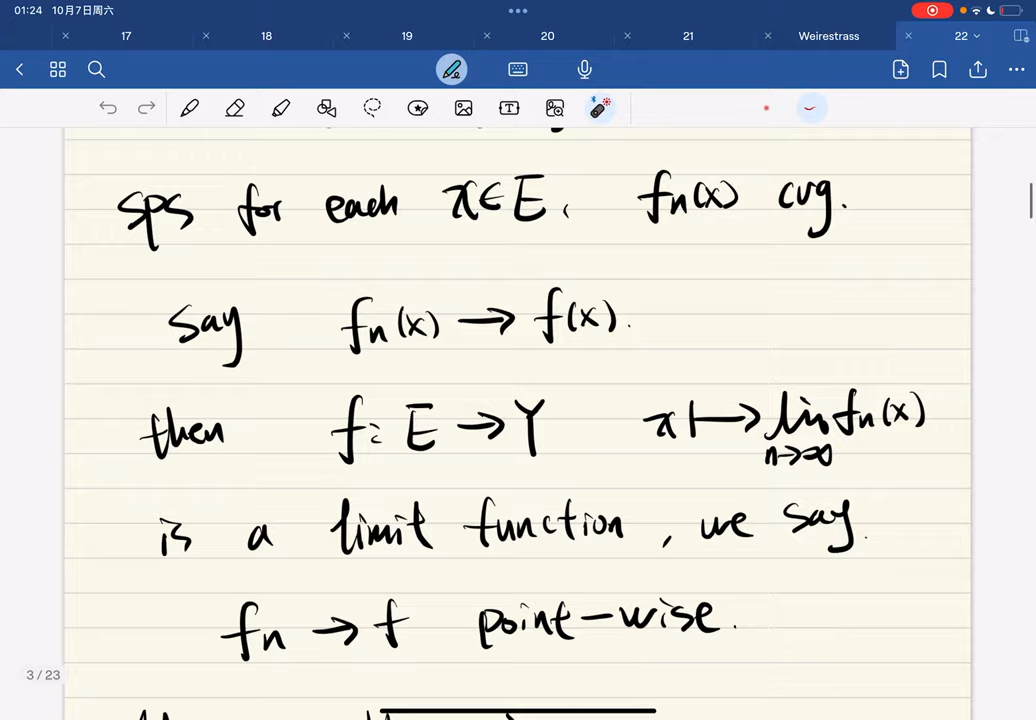 01:24 10月7日周六
17 18 19 20 21 Weirestrass 22
sps for each x∈E, fn(x) cvg.
say fn(x) → f(x).
then f: E → Y x ↦ lim fn(x)
n→∞
is a limit function, we say.
fn → f point-wise.
3 / 23